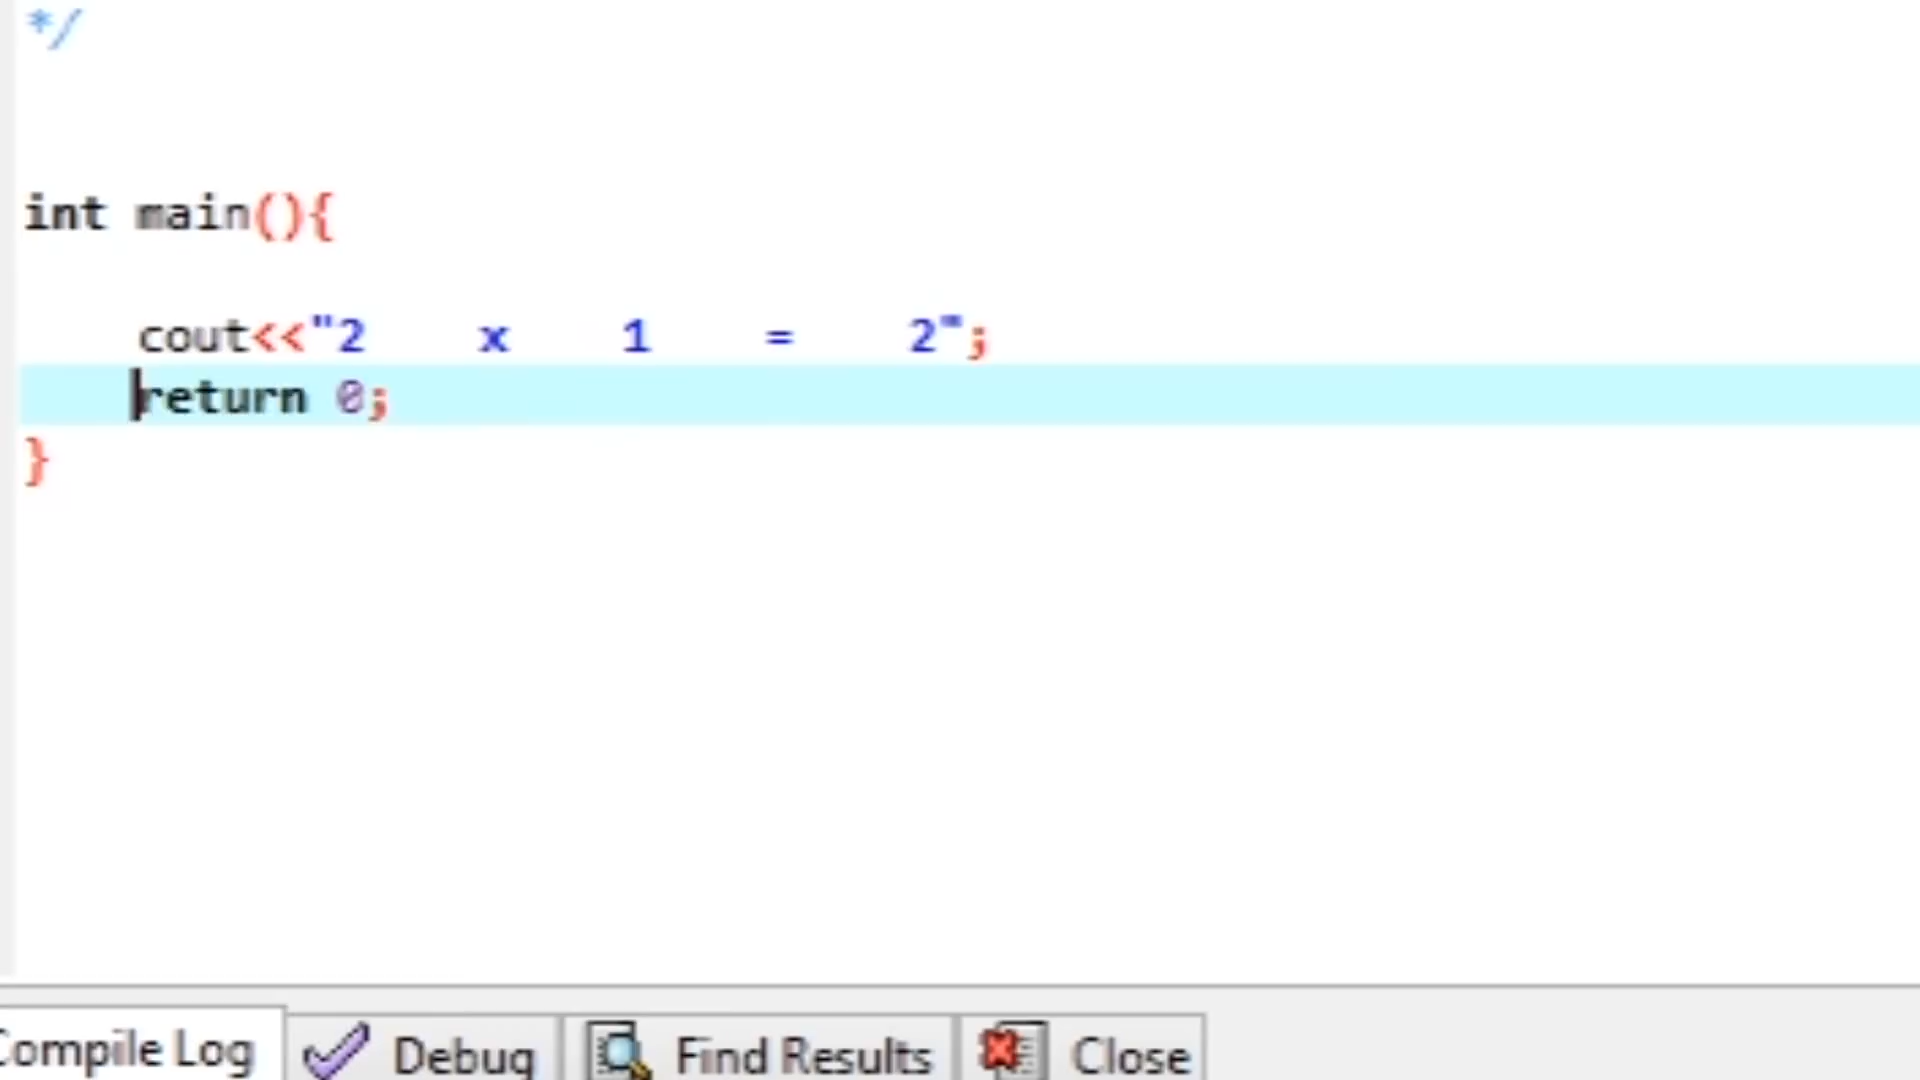 */
int main(){
cout<<"2    x    1    =    2";
return 0;
}
Compile Log Debug Find Results Close